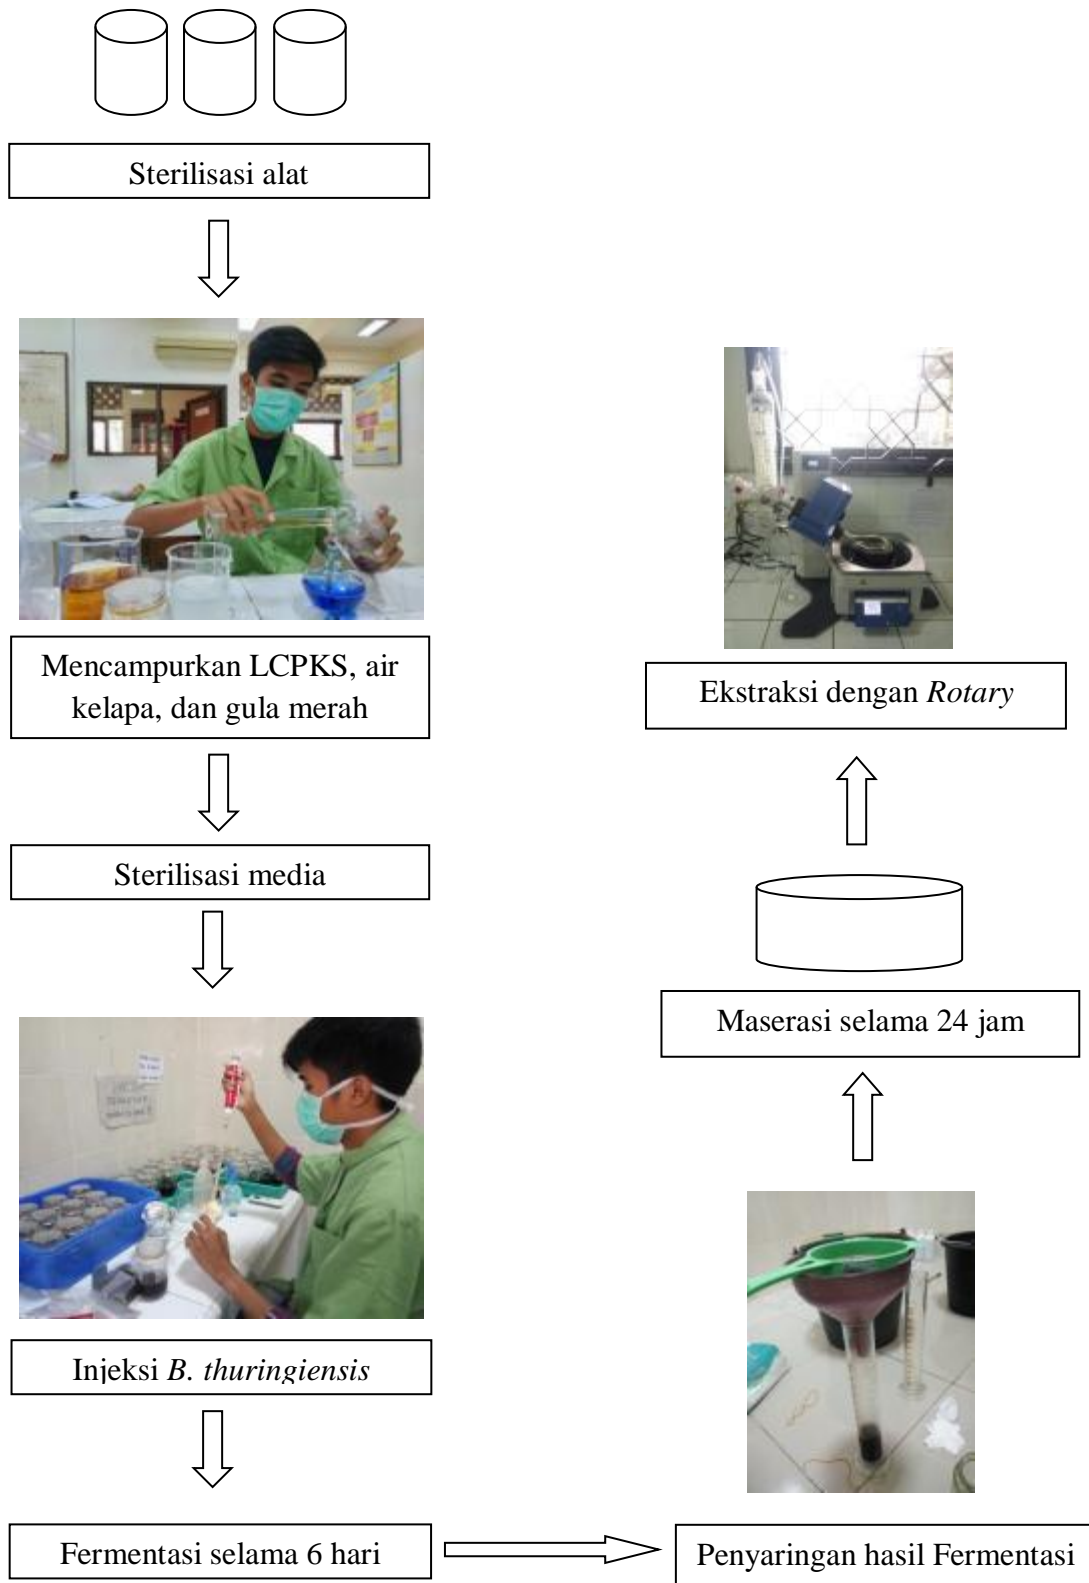 Sterilisasi alat
Mencampurkan LCPKS, air
kelapa, dan gula merah
Sterilisasi media
Injeksi B. thuringiensis
Fermentasi selama 6 hari
Penyaringan hasil Fermentasi
Maserasi selama 24 jam
Ekstraksi dengan Rotary